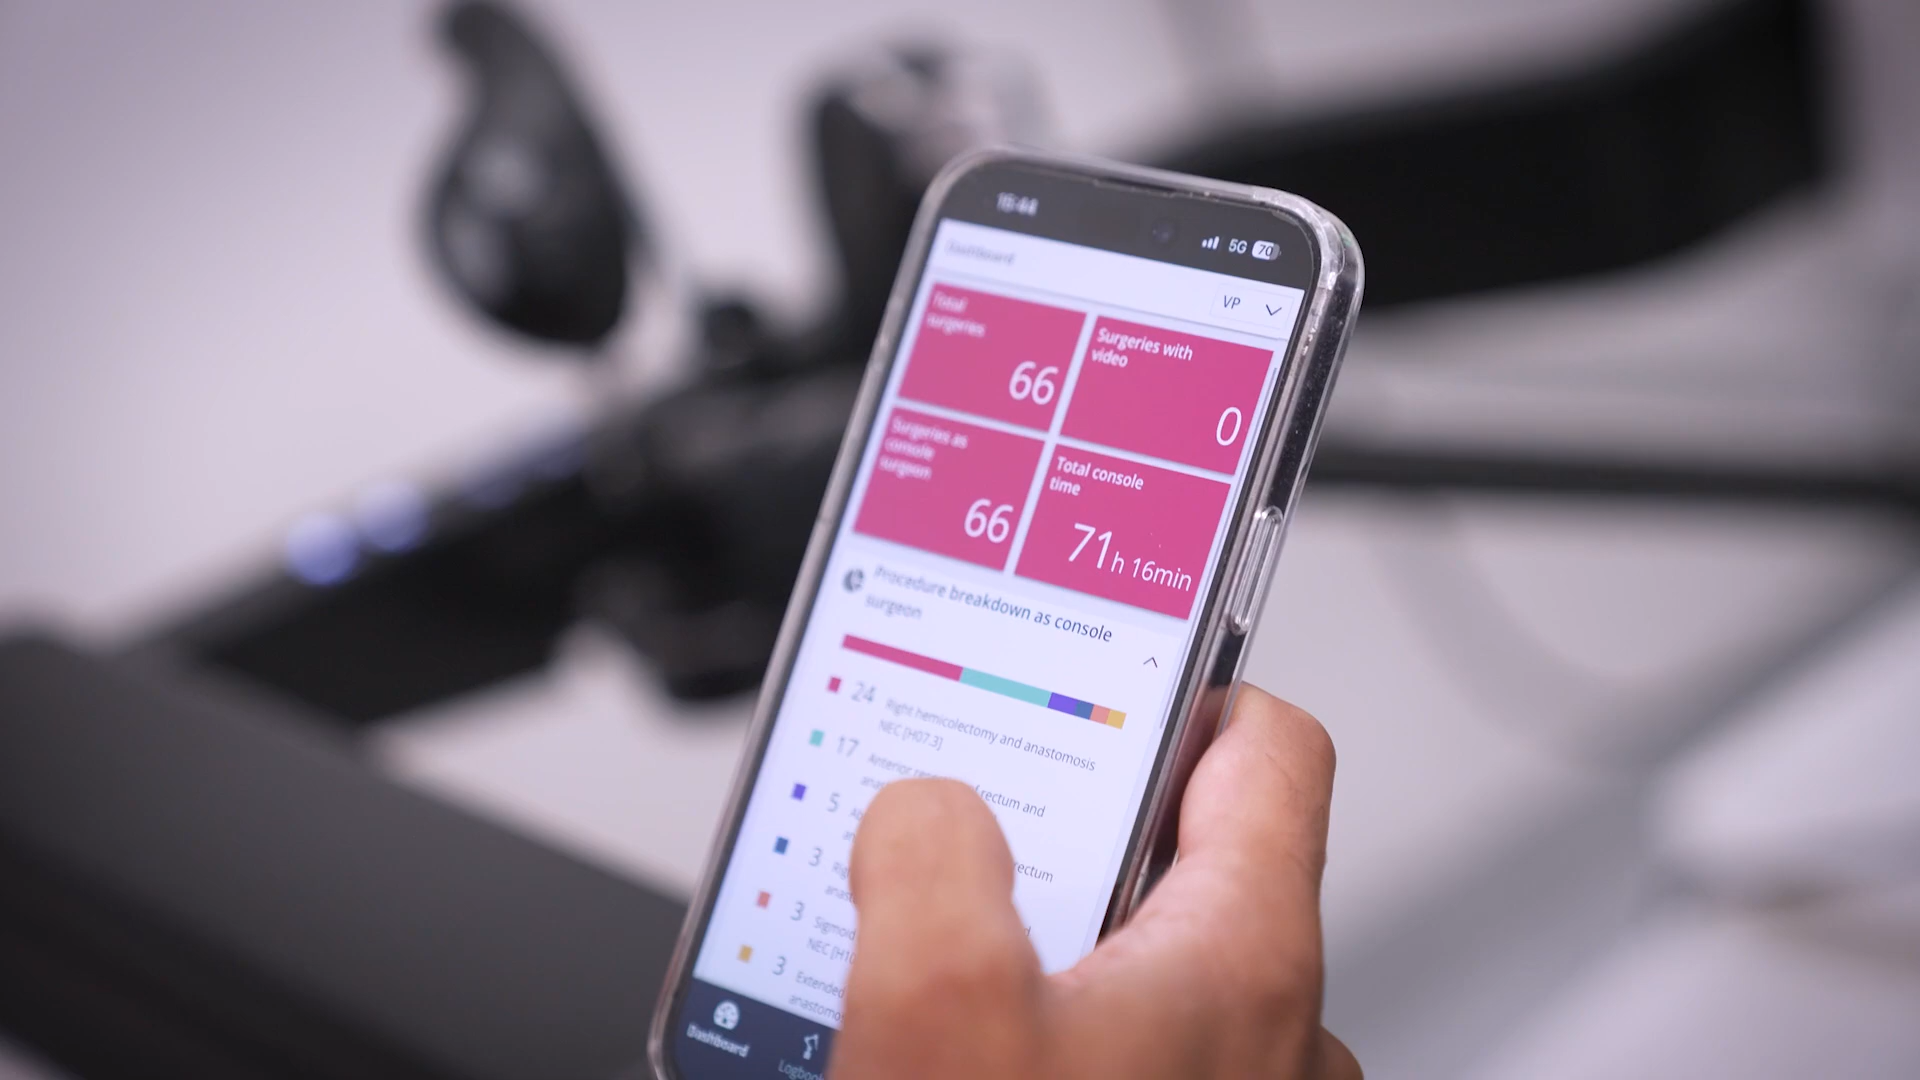 16:44
5G 70
Dashboard
VP
Total
surgeries
66
Surgeries with
video
0
Surgeries as
console
surgeon
66
Total console
time
71h 16min
Procedure breakdown as console
surgeon
24 Right hemicolectomy and anastomosis
NEC [H07.3]
17 Anterior rectum and
5
rectum
3
3 Sigmoid
NEC
3 Extended
Dashboard
Logbook